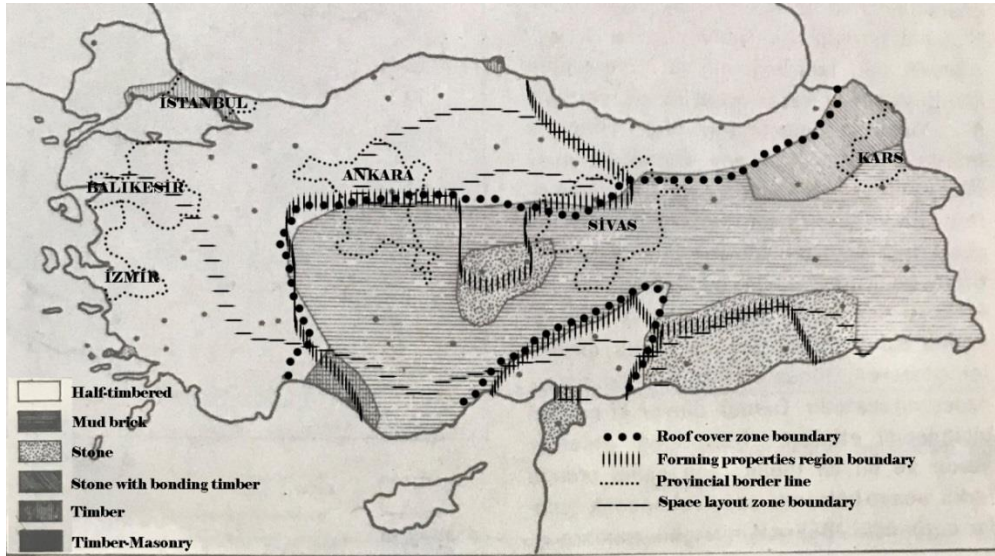 İSTANBUL
BALIKESİR
İZMİR
ANKARA
SİVAS
KARS
Half-timbered
Mud brick
Stone
Stone with bonding timber
Timber
Timber-Masonry
Roof cover zone boundary
Forming properties region boundary
Provincial border line
Space layout zone boundary